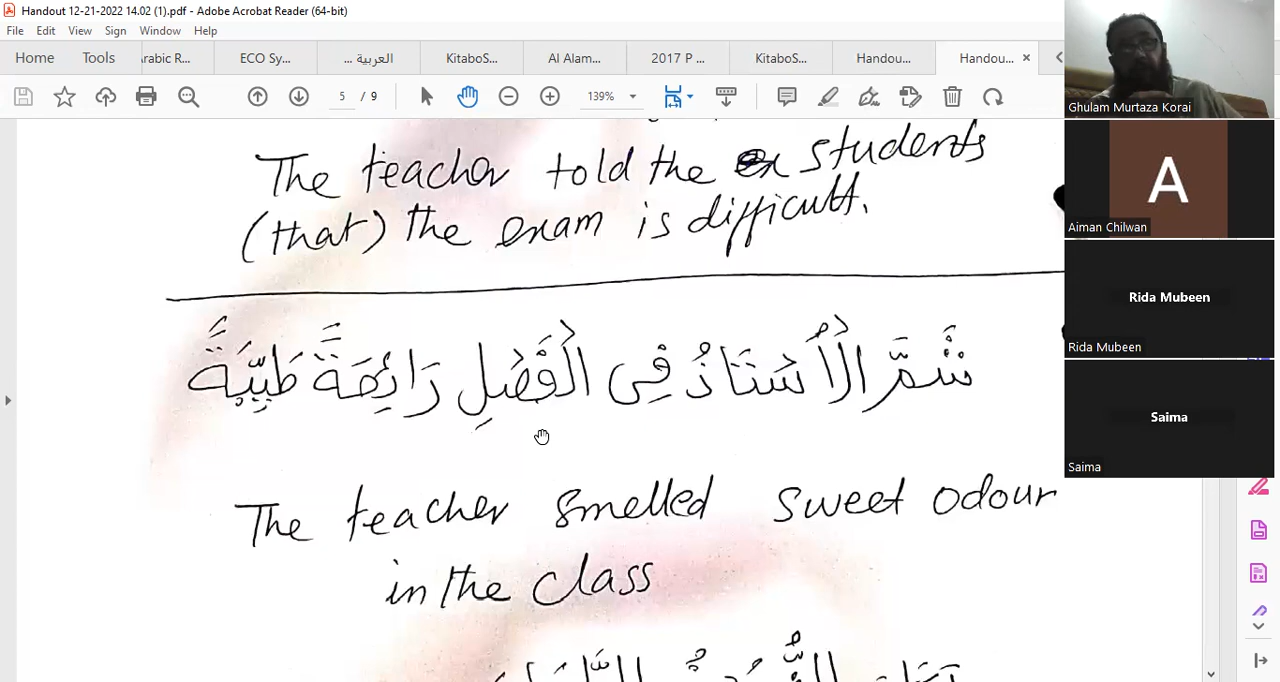 Handout 12-21-2022 14.02 (1).pdf - Adobe Acrobat Reader (64-bit)
File Edit View Sign Window Help
Home Tools arabic R... ECO Sy... العربية ... KitaboS... Al Alam... 2017 P ... KitaboS... Handou... Handou... ×
5 / 9 139%
The teacher told the students
(that) the exam is difficult.
شَمَّ الْأُسْتَاذُ فِى الْفَصْلِ رَائِحَةً طَيِّبَةً
The teacher smelled sweet odour
in the class
Ghulam Murtaza Korai
A
Aiman Chilwan
Rida Mubeen
Rida Mubeen
Saima
Saima